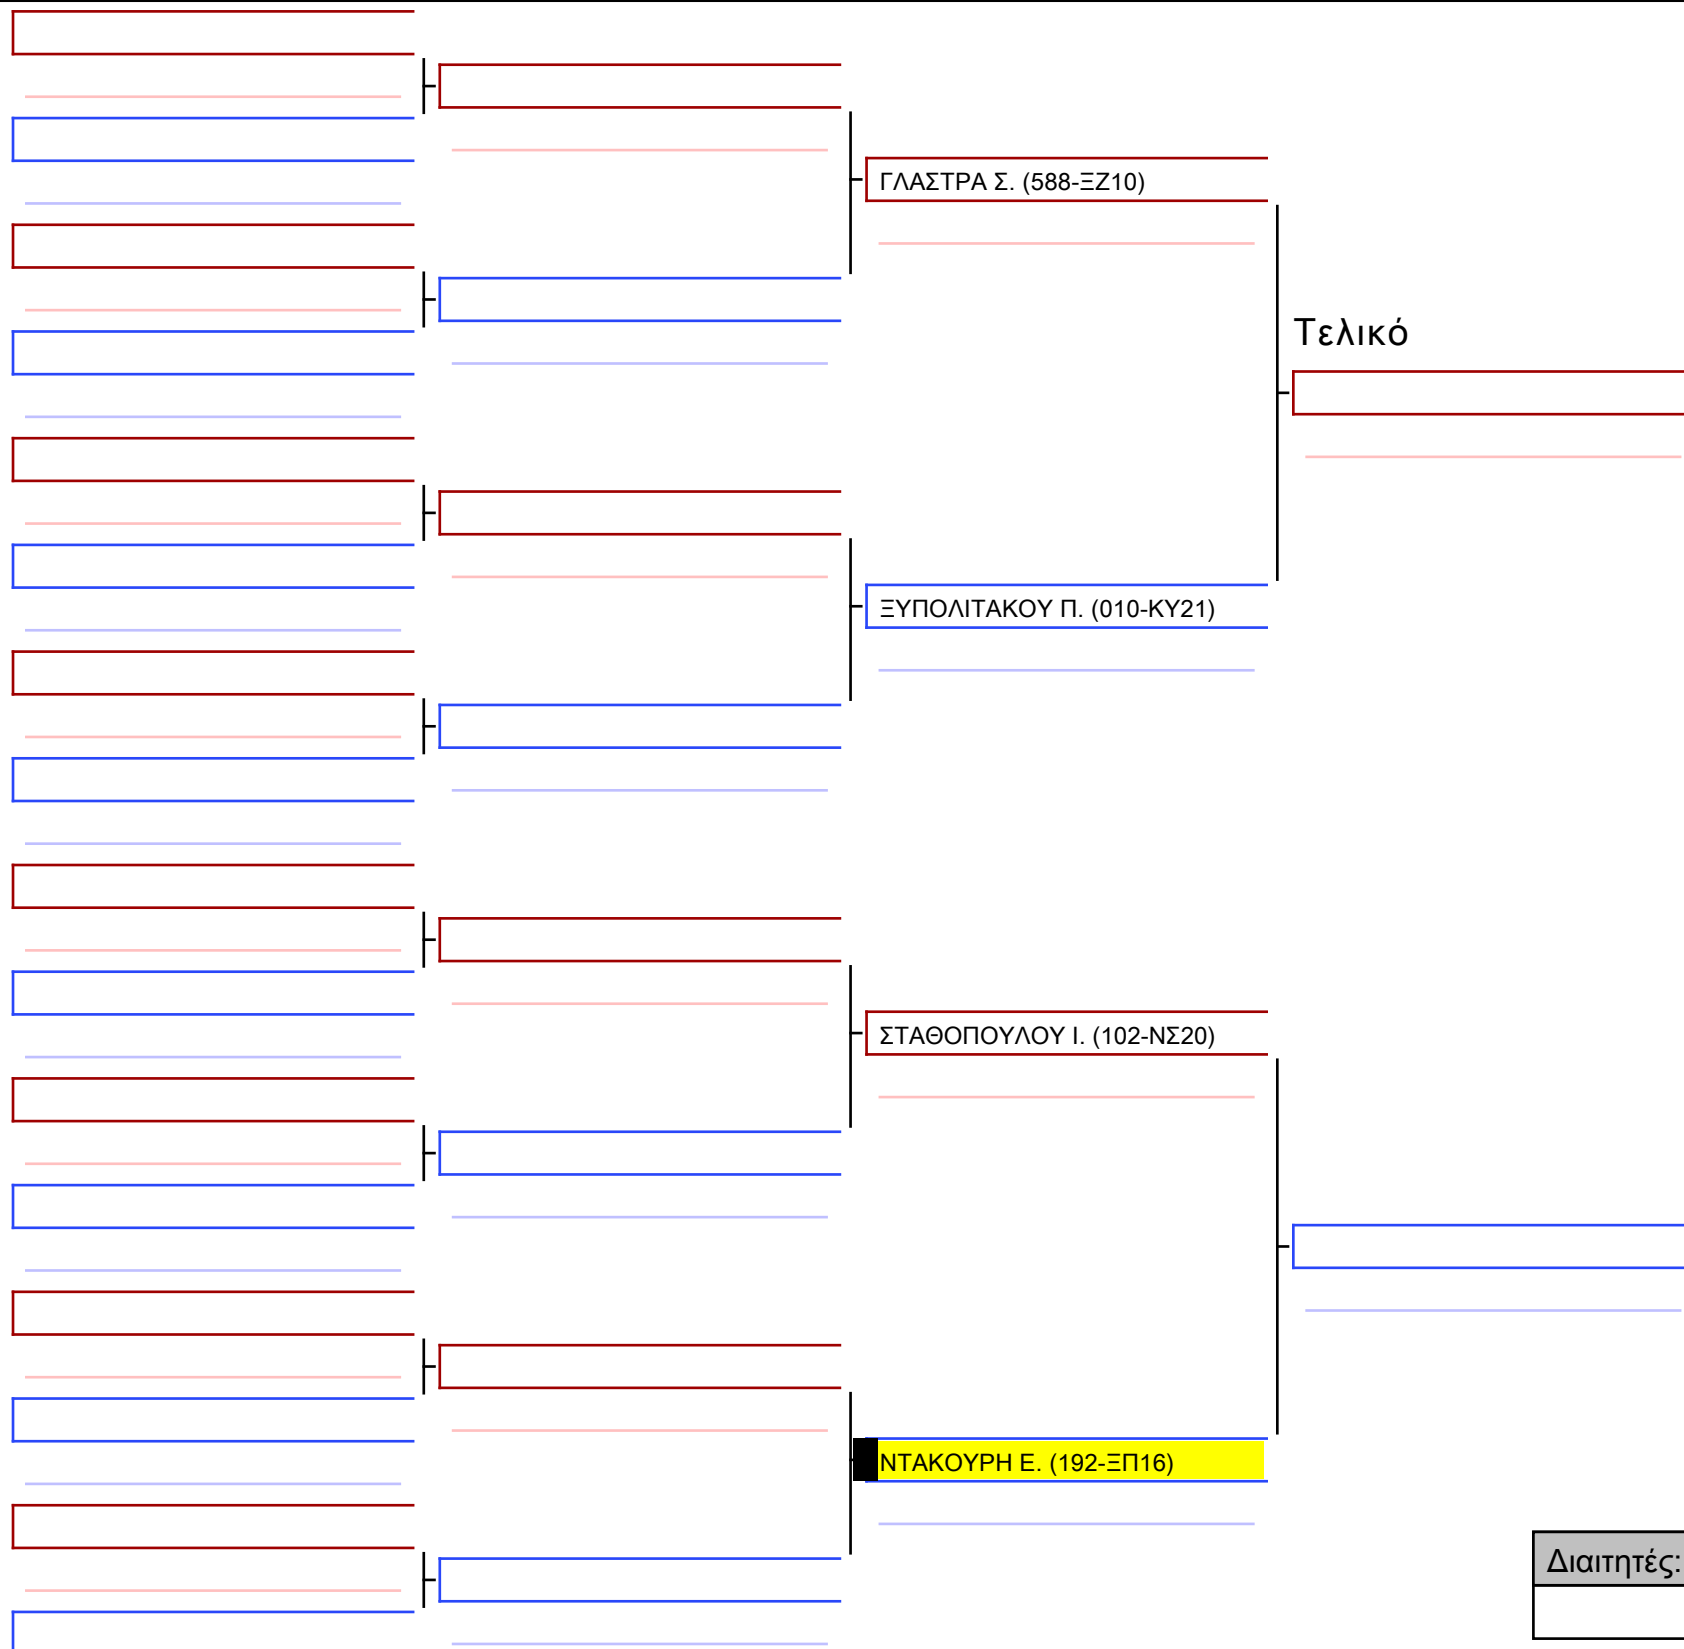 ΓΛΑΣΤΡΑ Σ. (588-ΞΖ10)
Τελικό
ΞΥΠΟΛΙΤΑΚΟΥ Π. (010-ΚΥ21)
ΣΤΑΘΟΠΟΥΛΟΥ Ι. (102-ΝΣ20)
ΝΤΑΚΟΥΡΗ Ε. (192-ΞΠ16)
Διαιτητές: